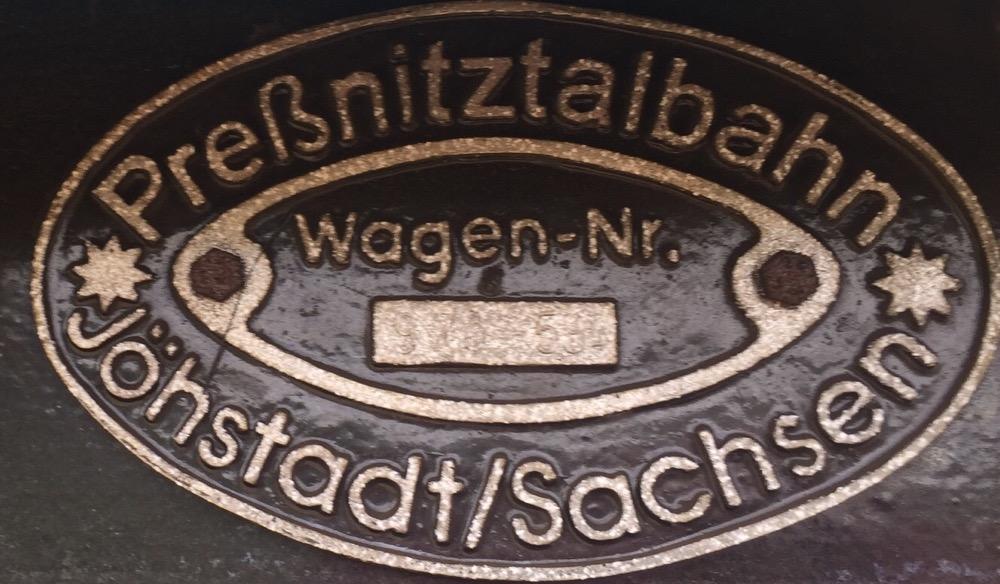 Preßnitztalbahn
Wagen-Nr.
Jöhstadt/Sachsen